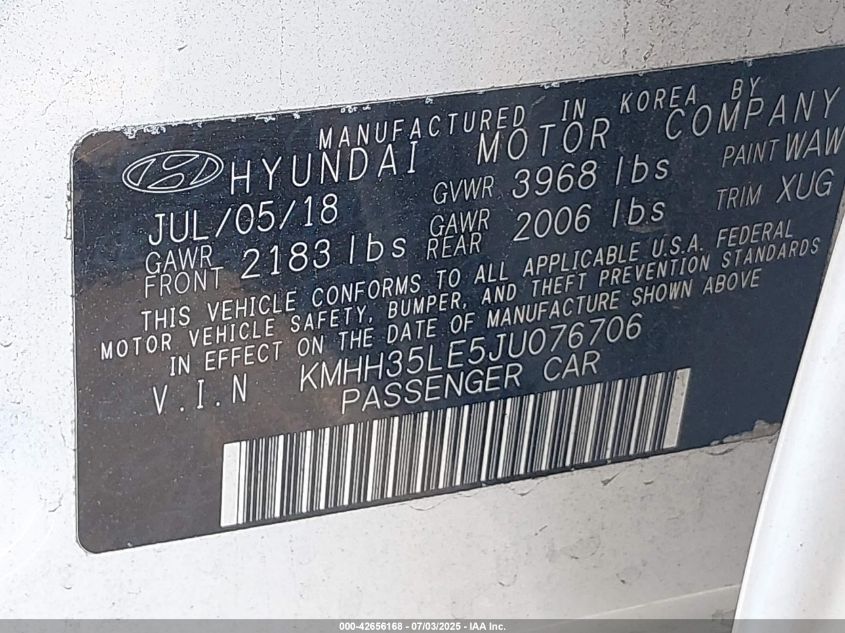 MANUFACTURED IN KOREA BY
HYUNDAI MOTOR COMPANY
JUL/05/18 GVWR 3968 lbs PAINT WAW
GAWR FRONT 2183 lbs GAWR REAR 2006 lbs TRIM XUG
THIS VEHICLE CONFORMS TO ALL APPLICABLE U.S.A. FEDERAL
MOTOR VEHICLE SAFETY, BUMPER, AND THEFT PREVENTION STANDARDS
IN EFFECT ON THE DATE OF MANUFACTURE SHOWN ABOVE
V.I.N KMHH35LE5JU076706
PASSENGER CAR
000-42656168 - 07/03/2025 - IAA Inc.